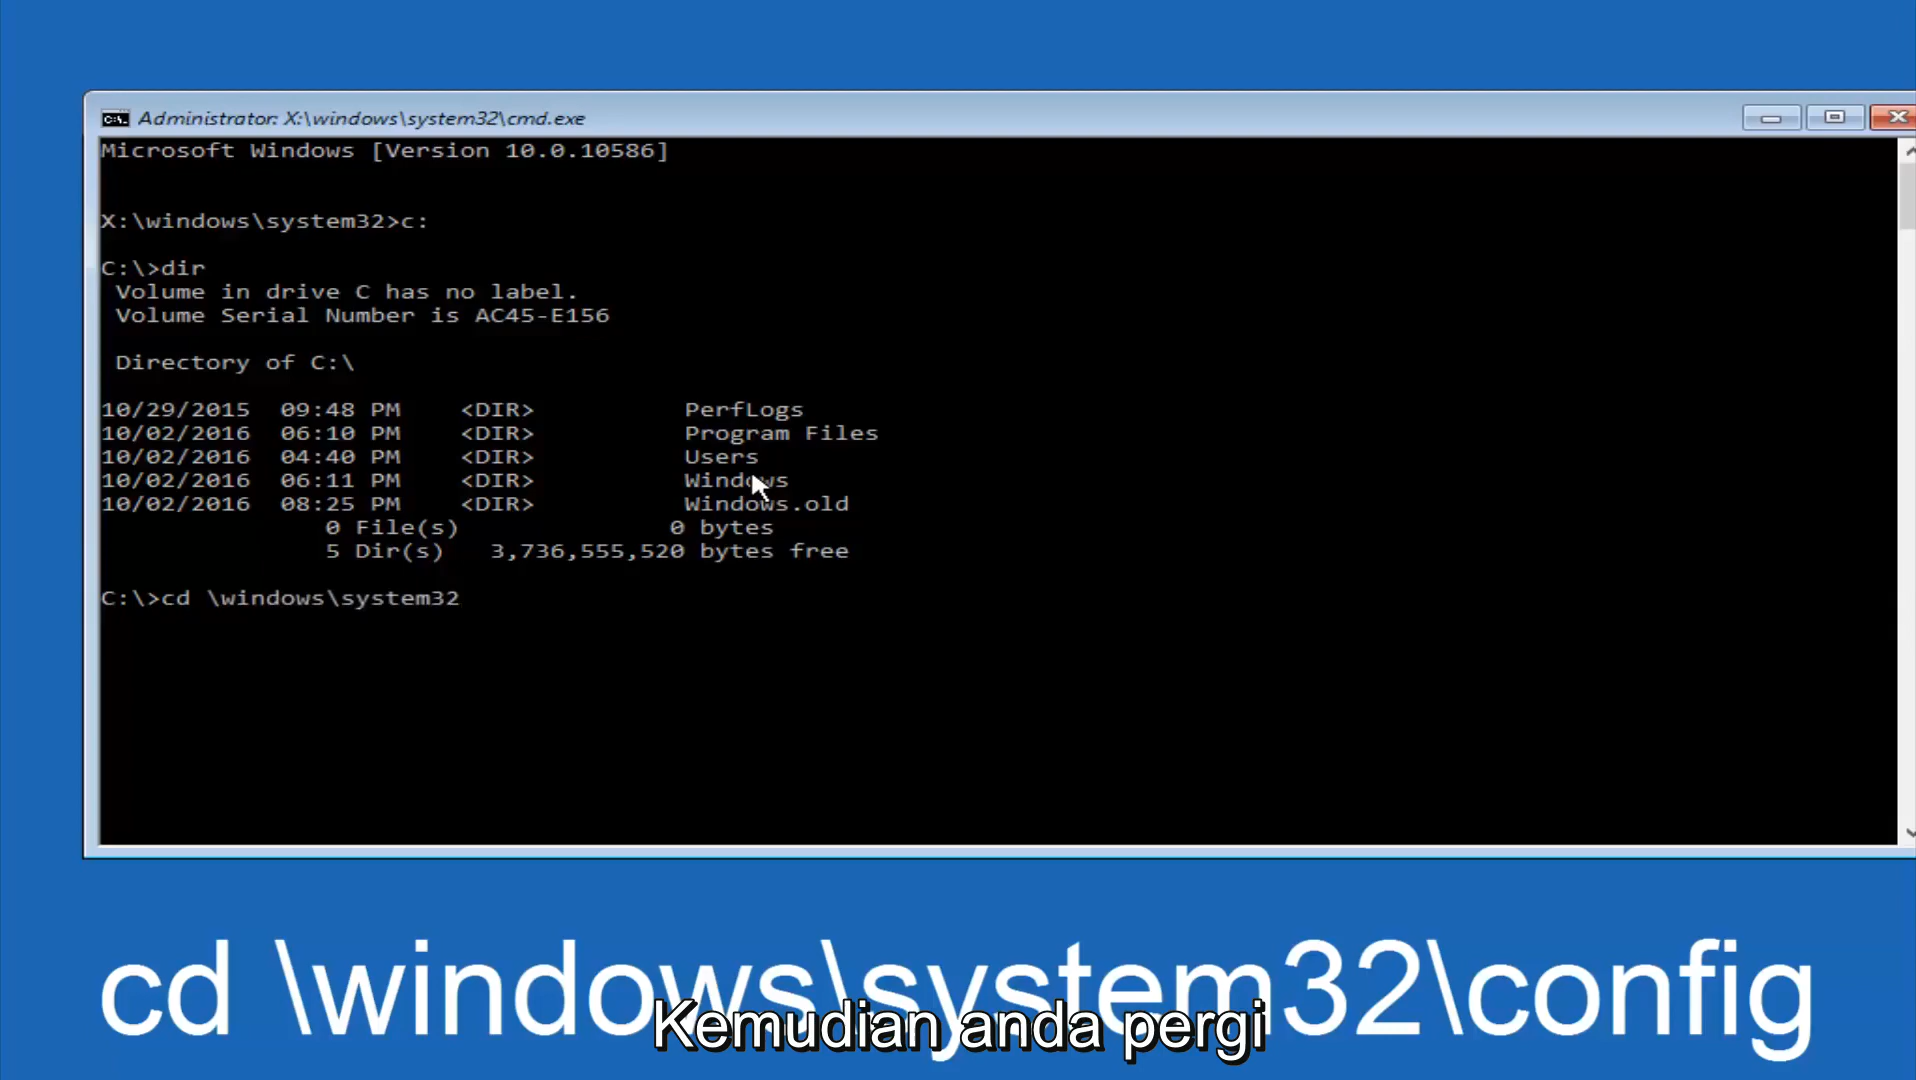 Administrator: X:\windows\system32\cmd.exe
Microsoft Windows [Version 10.0.10586]
X:\windows\system32>c:
C:\>dir
Volume in drive C has no label.
Volume Serial Number is AC45-E156
Directory of C:\
10/29/2015 09:48 PM <DIR> PerfLogs
10/02/2016 06:10 PM <DIR> Program Files
10/02/2016 04:40 PM <DIR> Users
10/02/2016 06:11 PM <DIR> Windows
10/02/2016 08:25 PM <DIR> Windows.old
0 File(s) 0 bytes
5 Dir(s) 3,736,555,520 bytes free
C:\>cd \windows\system32
cd \windows\system32\config
Kemudian anda pergi